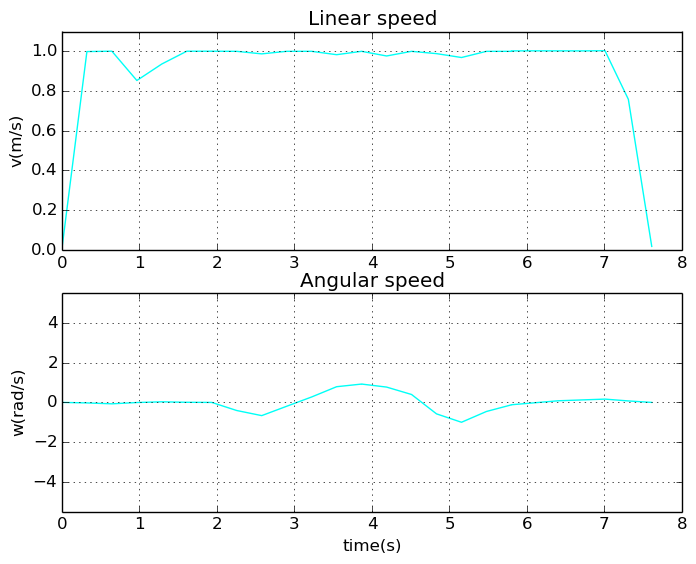 Linear speed
v(m/s)
1.0
0.8
0.6
0.4
0.2
0.0
0 1 2 3 4 5 6 7 8
Angular speed
w(rad/s)
4
2
0
−2
−4
0 1 2 3 4 5 6 7 8
time(s)